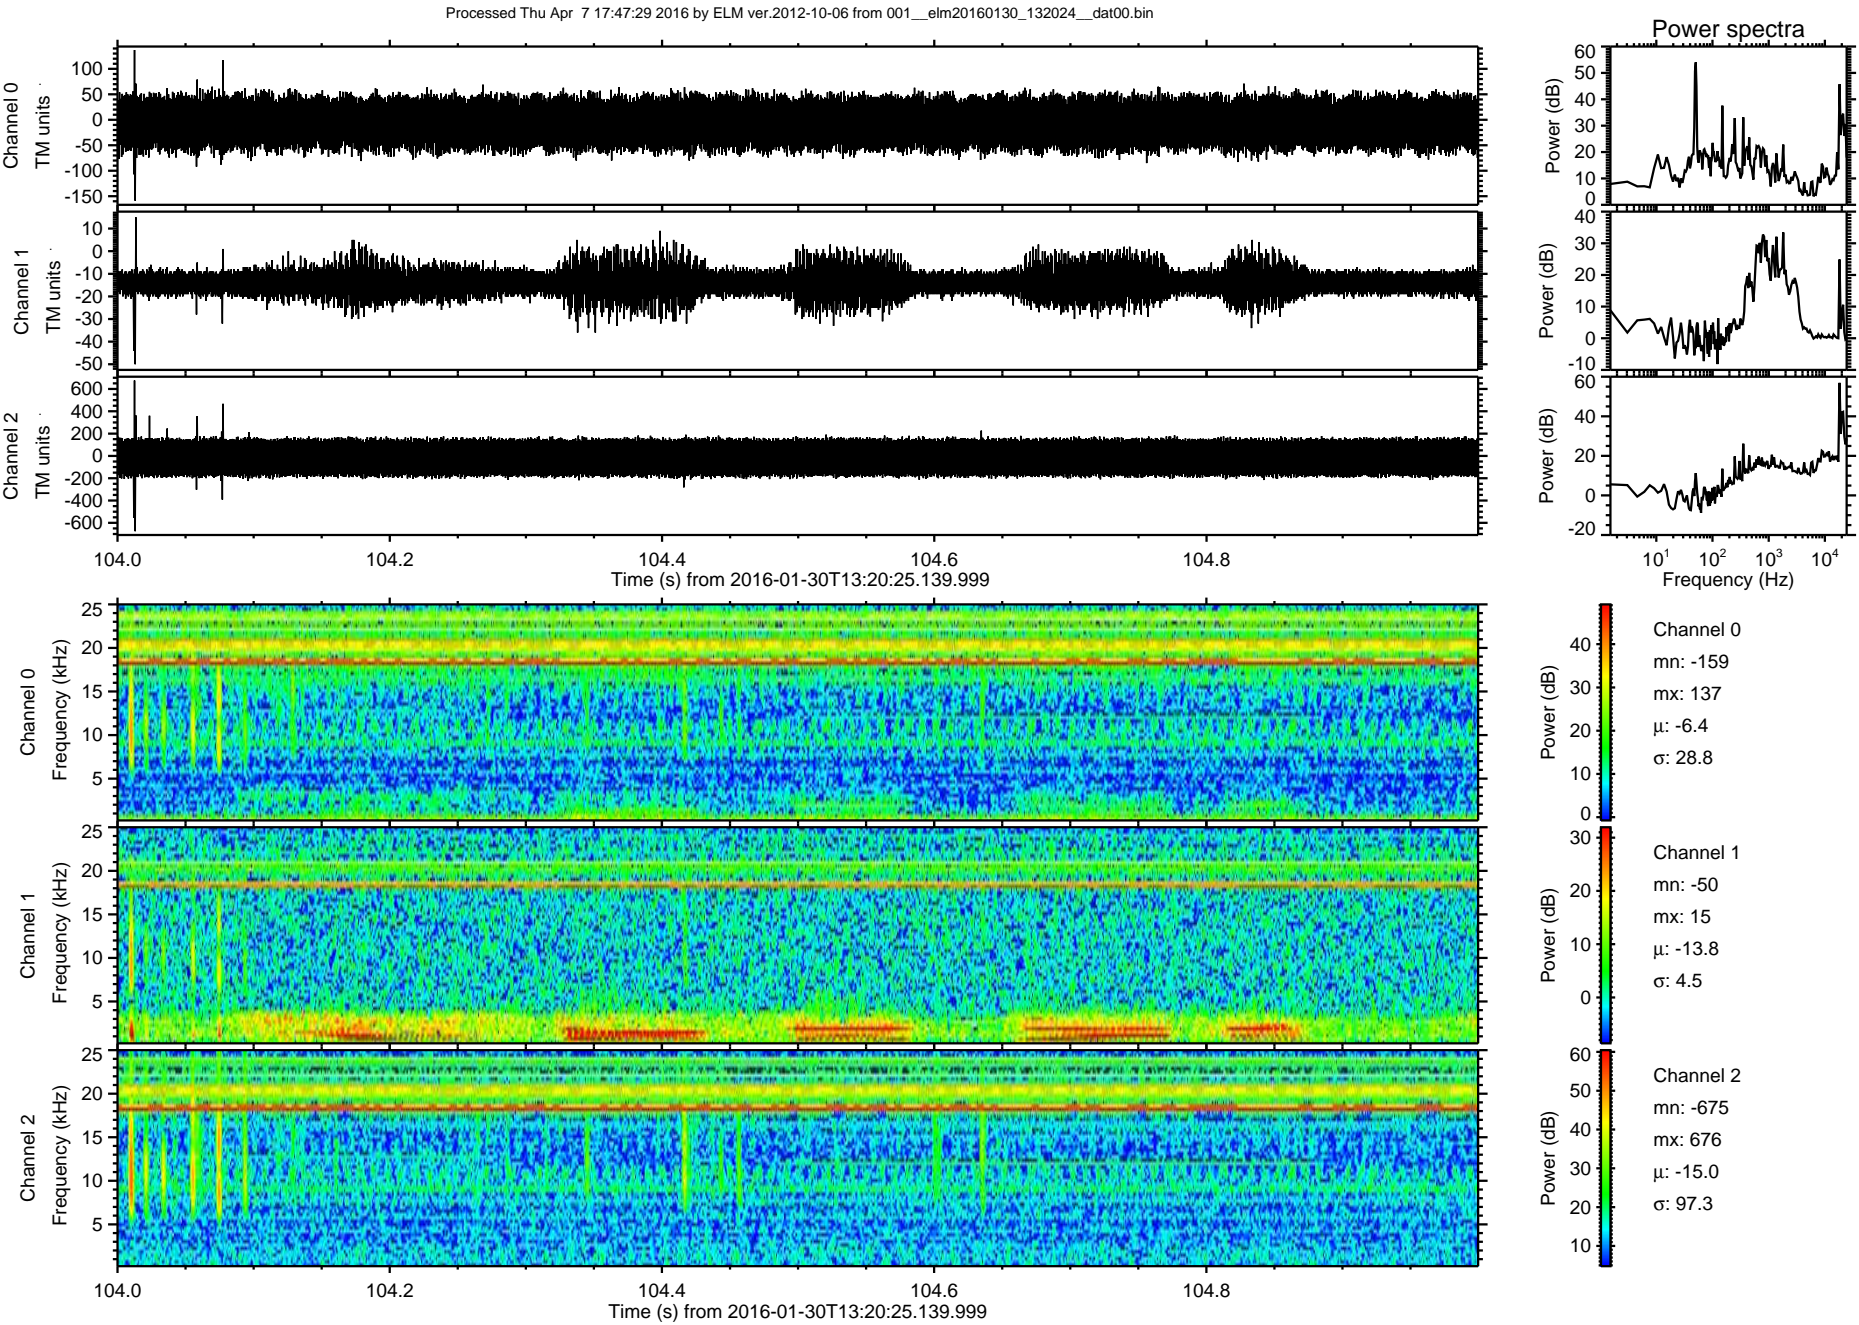 Processed Thu Apr  7 17:47:29 2016 by ELM ver.2012-10-06 from 001__elm20160130_132024__dat00.bin
Power spectra
Channel 0
TM units
100
50
0
-50
-100
-150
Power (dB)
60
50
40
30
20
10
0
Channel 1
TM units
10
0
-10
-20
-30
-40
-50
Power (dB)
40
30
20
10
0
-10
Channel 2
TM units
600
400
200
0
-200
-400
-600
Power (dB)
60
40
20
0
-20
104.0 104.2 104.4 104.6 104.8
Time (s) from 2016-01-30T13:20:25.139.999
10^1 10^2 10^3 10^4
Frequency (Hz)
Channel 0
Frequency (kHz)
25
20
15
10
5
Power (dB)
40
30
20
10
0
Channel 0
mn: -159
mx: 137
μ: -6.4
σ: 28.8
Channel 1
Frequency (kHz)
25
20
15
10
5
Power (dB)
30
20
10
0
Channel 1
mn: -50
mx: 15
μ: -13.8
σ: 4.5
Channel 2
Frequency (kHz)
25
20
15
10
5
Power (dB)
60
50
40
30
20
10
Channel 2
mn: -675
mx: 676
μ: -15.0
σ: 97.3
104.0 104.2 104.4 104.6 104.8
Time (s) from 2016-01-30T13:20:25.139.999